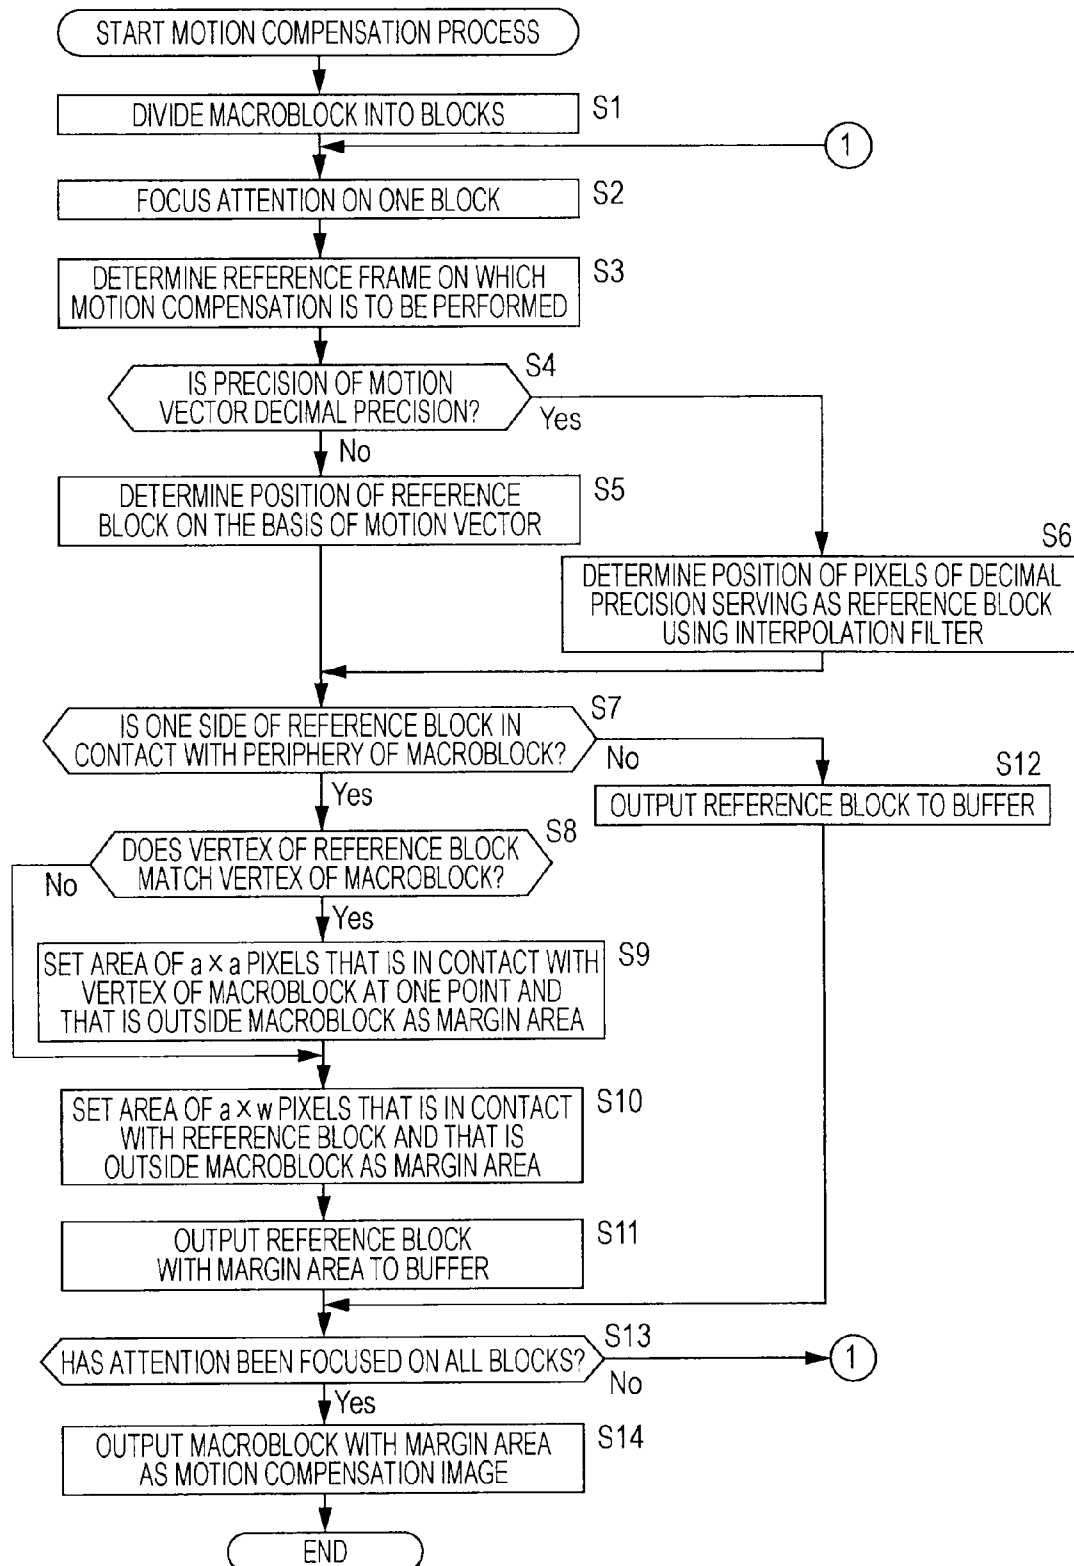 START MOTION COMPENSATION PROCESS
DIVIDE MACROBLOCK INTO BLOCKS
S1
1
FOCUS ATTENTION ON ONE BLOCK
S2
DETERMINE REFERENCE FRAME ON WHICH
MOTION COMPENSATION IS TO BE PERFORMED
S3
S4
IS PRECISION OF MOTION
VECTOR DECIMAL PRECISION?
Yes
No
DETERMINE POSITION OF REFERENCE
BLOCK ON THE BASIS OF MOTION VECTOR
S5
S6
DETERMINE POSITION OF PIXELS OF DECIMAL
PRECISION SERVING AS REFERENCE BLOCK
USING INTERPOLATION FILTER
S7
IS ONE SIDE OF REFERENCE BLOCK IN
CONTACT WITH PERIPHERY OF MACROBLOCK?
No
Yes
S12
OUTPUT REFERENCE BLOCK TO BUFFER
S8
DOES VERTEX OF REFERENCE BLOCK
MATCH VERTEX OF MACROBLOCK?
No
Yes
SET AREA OF a×a PIXELS THAT IS IN CONTACT WITH
VERTEX OF MACROBLOCK AT ONE POINT AND
THAT IS OUTSIDE MACROBLOCK AS MARGIN AREA
S9
SET AREA OF a×w PIXELS THAT IS IN CONTACT
WITH REFERENCE BLOCK AND THAT IS
OUTSIDE MACROBLOCK AS MARGIN AREA
S10
OUTPUT REFERENCE BLOCK
WITH MARGIN AREA TO BUFFER
S11
S13
HAS ATTENTION BEEN FOCUSED ON ALL BLOCKS?
No
1
Yes
OUTPUT MACROBLOCK WITH MARGIN AREA
AS MOTION COMPENSATION IMAGE
S14
END